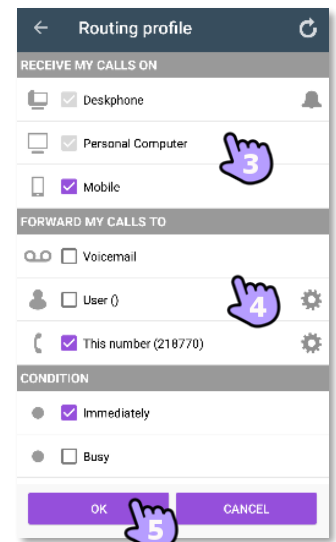 Routing profile
RECEIVE MY CALLS ON
Deskphone
Personal Computer
3
Mobile
FORWARD MY CALLS TO
Voicemail
User ()
4
This number (218770)
CONDITION
Immediately
Busy
OK CANCEL
5